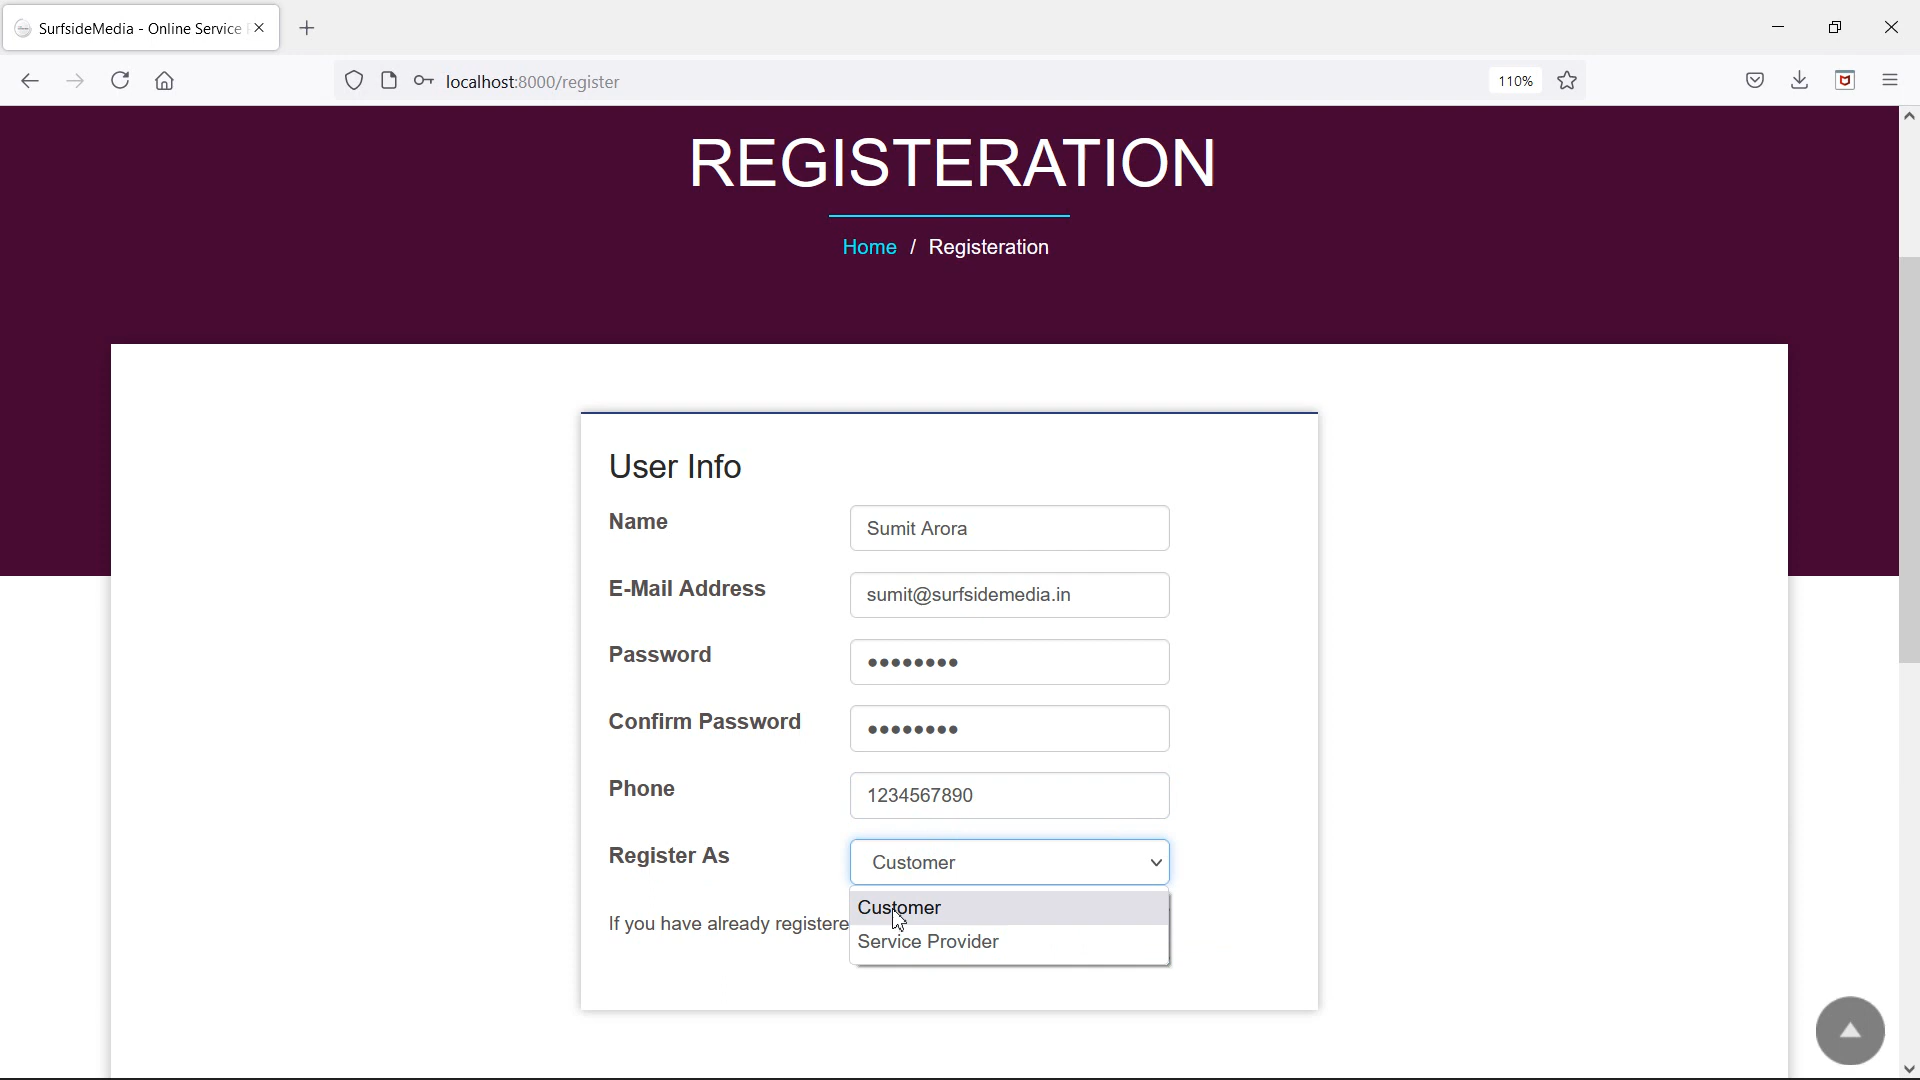 SurfsideMedia - Online Service
localhost:8000/register
110%
REGISTERATION
Home / Registeration
User Info
Name
Sumit Arora
E-Mail Address
sumit@surfsidemedia.in
Password
Confirm Password
Phone
1234567890
Register As
Customer
Customer
If you have already registere
Service Provider